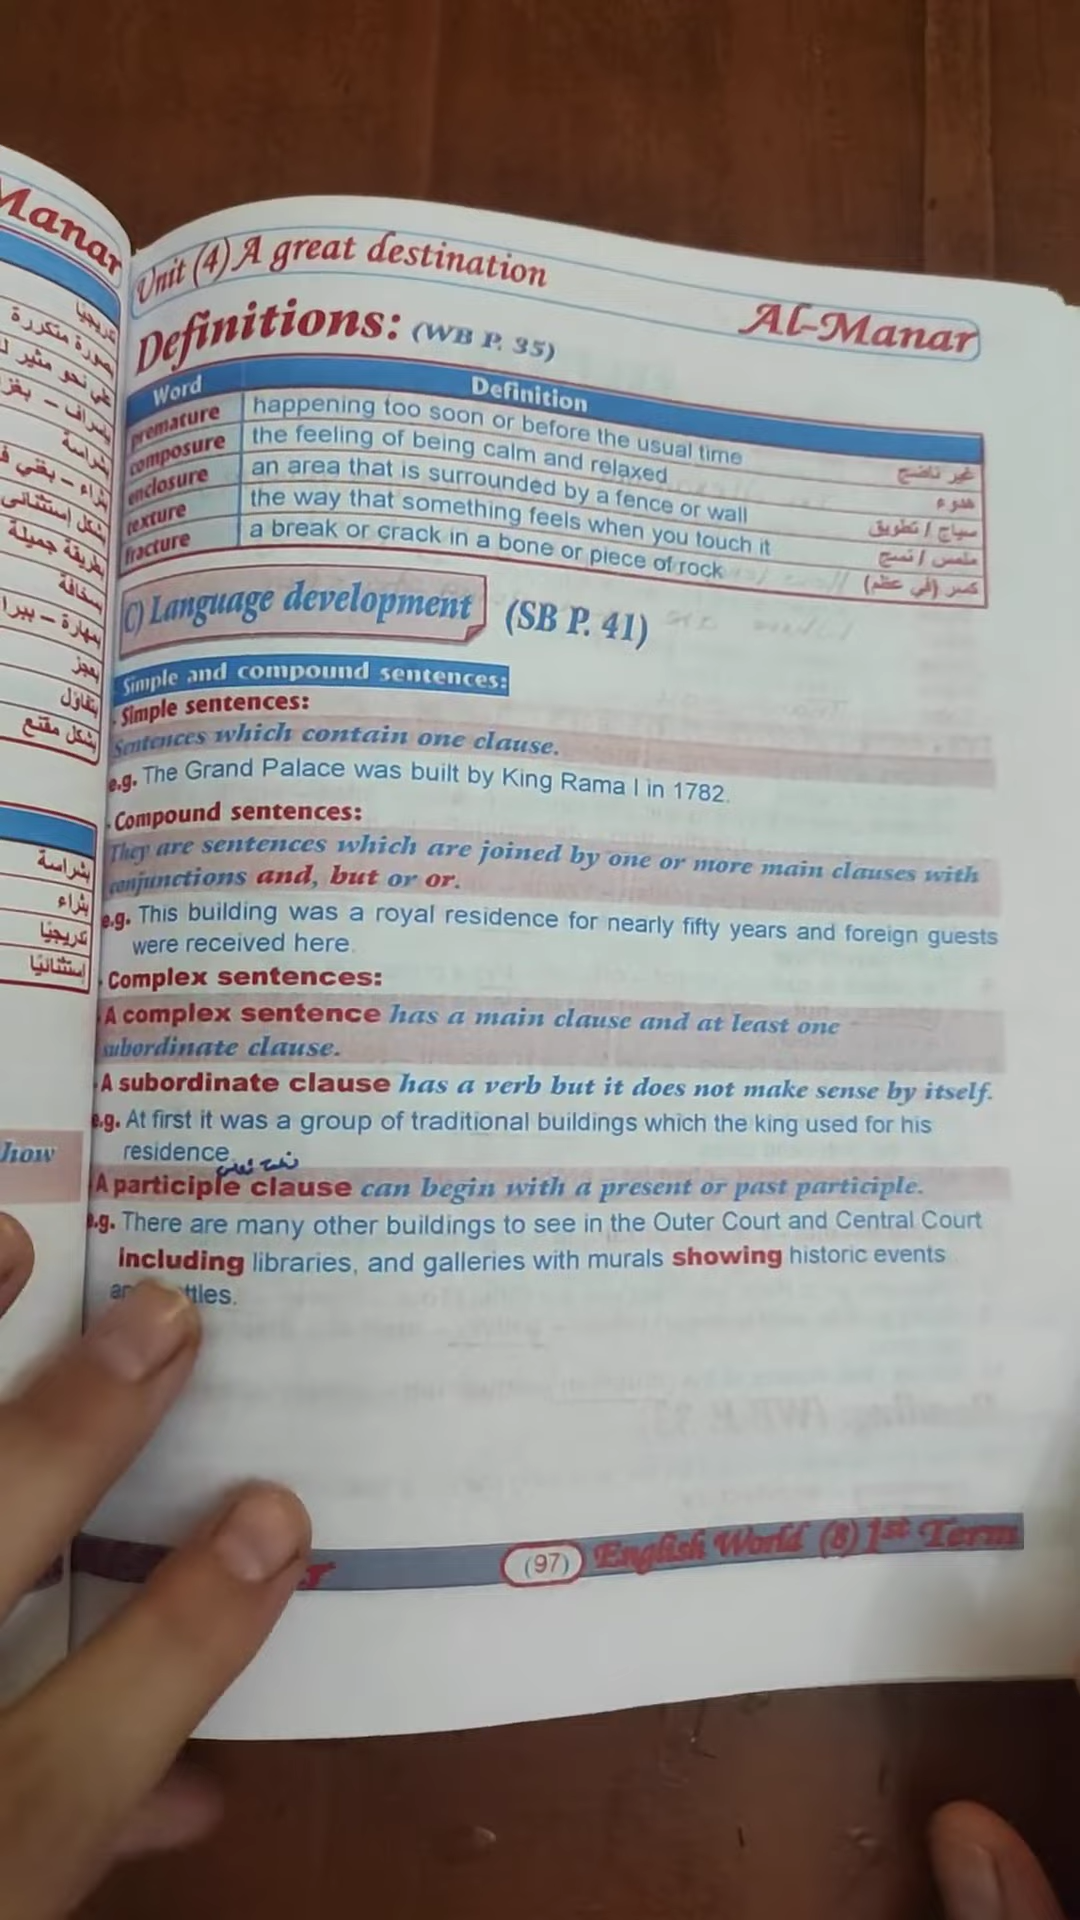 Manar
تدريجيًا
بشراسة
بشكل مقنع
بشراسة
بثراء
تدريجيًا
إستثنائيًا
how
Unit (4) A great destination
Al-Manar
Definitions: (WB P. 35)
Word Definition
premature happening too soon or before the usual time غير ناضج
composure the feeling of being calm and relaxed هدوء
enclosure an area that is surrounded by a fence or wall سياج / تطويق
texture the way that something feels when you touch it ملمس / نسيج
fracture a break or crack in a bone or piece of rock كسر (في عظم)
C) Language development (SB P. 41)
Simple and compound sentences:
Simple sentences:
Sentences which contain one clause.
e.g. The Grand Palace was built by King Rama I in 1782.
Compound sentences:
They are sentences which are joined by one or more main clauses with
conjunctions and, but or or.
e.g. This building was a royal residence for nearly fifty years and foreign guests
were received here.
Complex sentences:
A complex sentence has a main clause and at least one
subordinate clause.
A subordinate clause has a verb but it does not make sense by itself.
e.g. At first it was a group of traditional buildings which the king used for his
residence.
A participle clause can begin with a present or past participle.
e.g. There are many other buildings to see in the Outer Court and Central Court
including libraries, and galleries with murals showing historic events
(97) English World (8) 1st Term